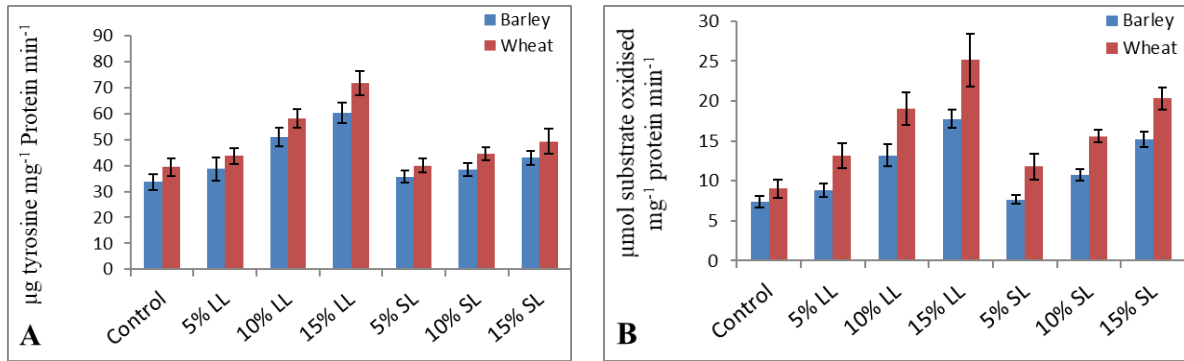 Barley
Wheat
90
80
70
60
50
40
30
20
10
0
µg tyrosine mg⁻¹ Protein min⁻¹
Control
5% LL
10% LL
15% LL
5% SL
10% SL
15% SL
A
Barley
Wheat
30
25
20
15
10
5
0
µmol substrate oxidised
mg⁻¹ protein min⁻¹
Control
5% LL
10% LL
15% LL
5% SL
10% SL
15% SL
B